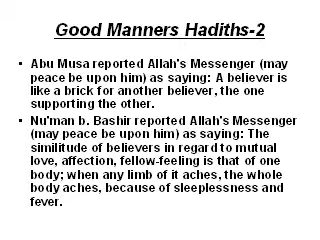 Good Manners Hadiths-2
• Abu Musa reported Allah's Messenger (may
peace be upon him) as saying: A believer is
like a brick for another believer, the one
supporting the other.
• Nu'man b. Bashir reported Allah's Messenger
(may peace be upon him) as saying: The
similitude of believers in regard to mutual
love, affection, fellow-feeling is that of one
body; when any limb of it aches, the whole
body aches, because of sleeplessness and
fever.